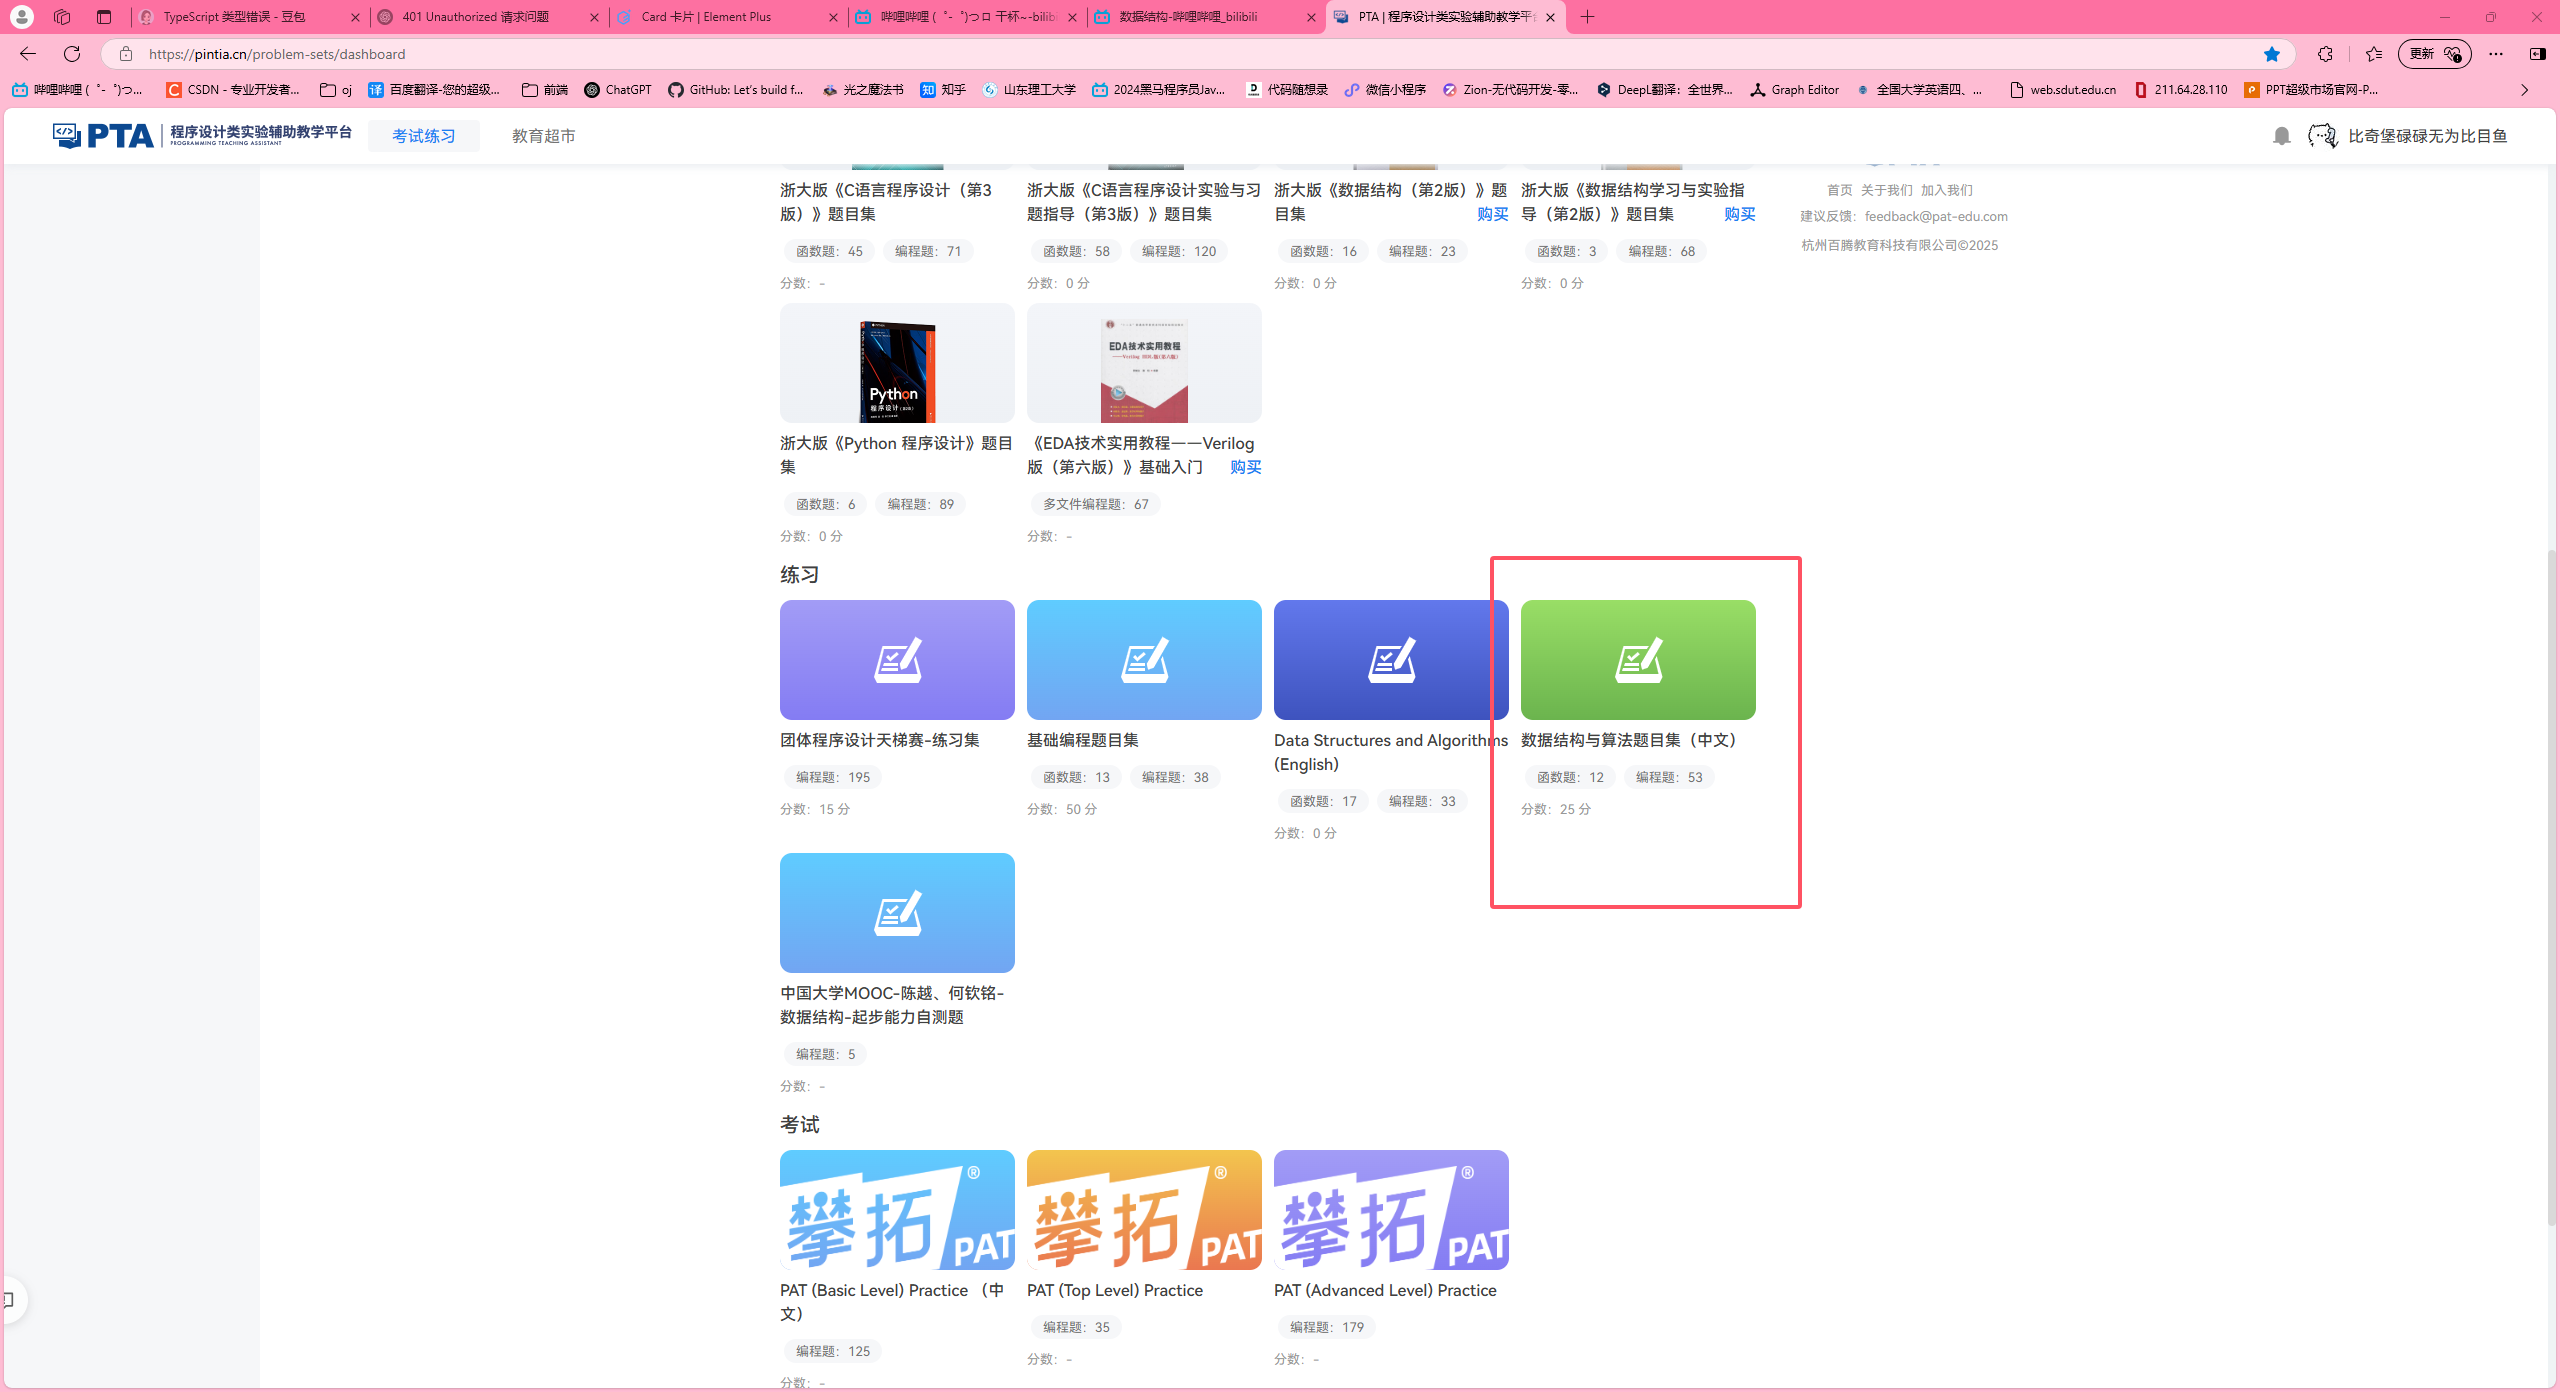 TypeScript 类型错误 - 豆包
401 Unauthorized 请求问题
Card 卡片 | Element Plus
哔哩哔哩 (゜-゜)つロ 干杯~-bilibi
数据结构-哔哩哔哩_bilibili
PTA | 程序设计类实验辅助教学平台
https://pintia.cn/problem-sets/dashboard
更新
哔哩哔哩 (゜-゜)つ...
CSDN - 专业开发者...
oj
百度翻译-您的超级...
前端
ChatGPT
GitHub: Let's build f...
光之魔法书
知乎
山东理工大学
2024黑马程序员Jav...
代码随想录
微信小程序
Zion-无代码开发-零...
DeepL翻译：全世界...
Graph Editor
全国大学英语四、...
web.sdut.edu.cn
211.64.28.110
PPT超级市场官网-P...
PTA
程序设计类实验辅助教学平台
PROGRAMMING TEACHING ASSISTANT
考试练习
教育超市
比奇堡碌碌无为比目鱼
浙大版《C语言程序设计（第3
版）》题目集
函数题：45 编程题：71
分数：-
浙大版《C语言程序设计实验与习
题指导（第3版）》题目集
函数题：58 编程题：120
分数：0 分
浙大版《数据结构（第2版）》题
目集 购买
函数题：16 编程题：23
分数：0 分
浙大版《数据结构学习与实验指
导（第2版）》题目集 购买
函数题：3 编程题：68
分数：0 分
首页 关于我们 加入我们
建议反馈：feedback@pat-edu.com
杭州百腾教育科技有限公司©2025
Python
程序设计
浙大版《Python 程序设计》题目
集
函数题：6 编程题：89
分数：0 分
EDA技术实用教程
《EDA技术实用教程——Verilog
版（第六版）》基础入门 购买
多文件编程题：67
分数：-
练习
团体程序设计天梯赛-练习集
编程题：195
分数：15 分
基础编程题目集
函数题：13 编程题：38
分数：50 分
Data Structures and Algorithms
(English)
函数题：17 编程题：33
分数：0 分
数据结构与算法题目集（中文）
函数题：12 编程题：53
分数：25 分
中国大学MOOC-陈越、何钦铭-
数据结构-起步能力自测题
编程题：5
分数：-
考试
攀拓 ®
PAT
PAT (Basic Level) Practice （中
文）
编程题：125
分数：-
攀拓 ®
PAT
PAT (Top Level) Practice
编程题：35
分数：-
攀拓 ®
PAT
PAT (Advanced Level) Practice
编程题：179
分数：-